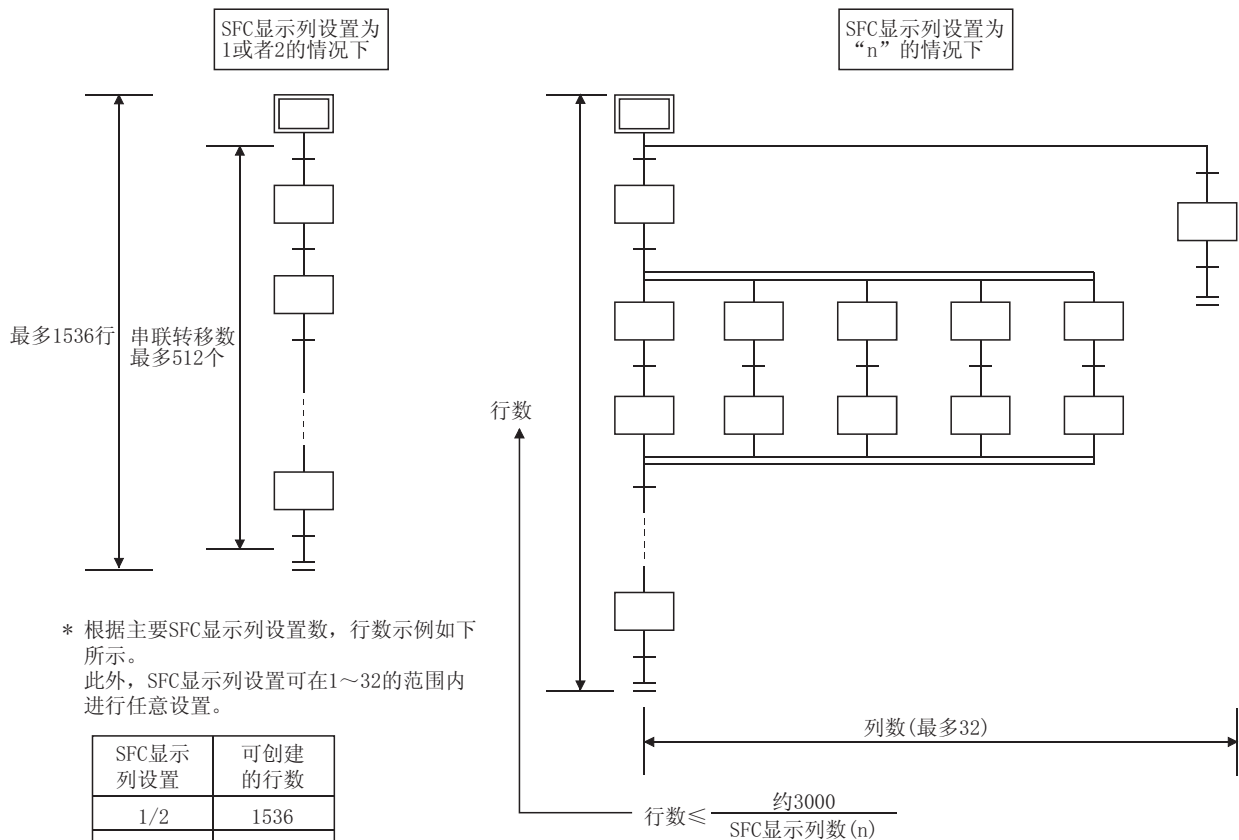 SFC显示列设置为
1或者2的情况下
SFC显示列设置为
“n”的情况下
最多1536行
串联转移数
最多512个
行数
* 根据主要SFC显示列设置数，行数示例如下
所示。
此外，SFC显示列设置可在1～32的范围内
进行任意设置。
SFC显示
列设置
可创建
的行数
1/2
1536
列数(最多32)
行数≤
约3000
SFC显示列数(n)